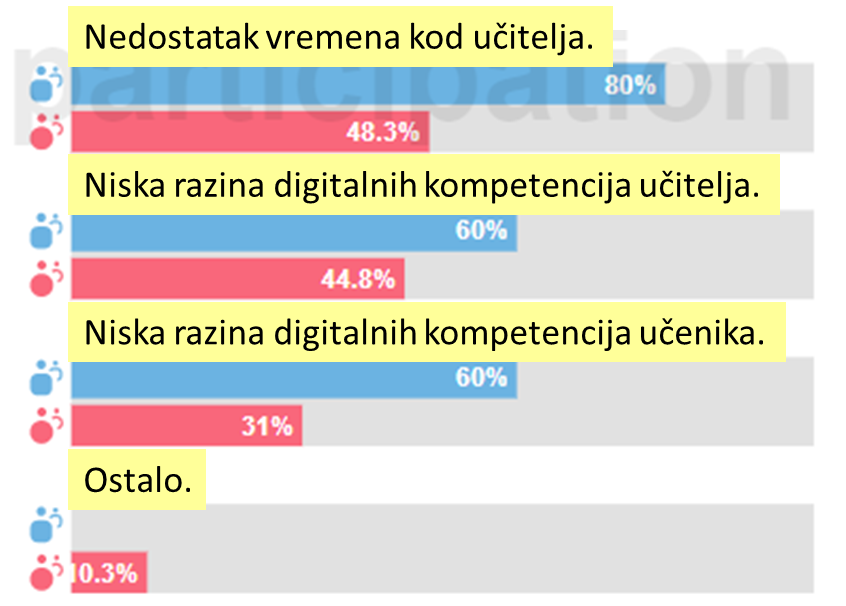 participation
Nedostatak vremena kod učitelja.
80%
48.3%
Niska razina digitalnih kompetencija učitelja.
60%
44.8%
Niska razina digitalnih kompetencija učenika.
60%
31%
Ostalo.
10.3%